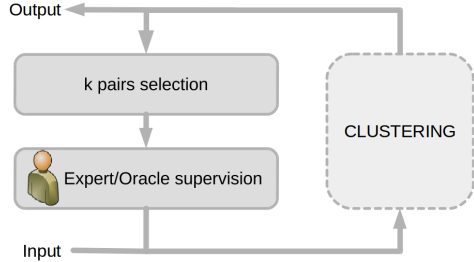 Output
k pairs selection
CLUSTERING
Expert/Oracle supervision
Input